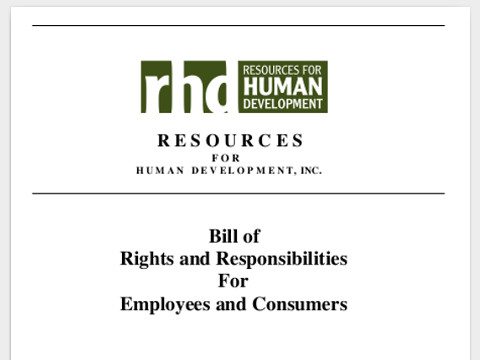 rhd RESOURCES FOR
HUMAN
DEVELOPMENT
RESOURCES
FOR
HUMAN DEVELOPMENT, INC.
Bill of
Rights and Responsibilities
For
Employees and Consumers